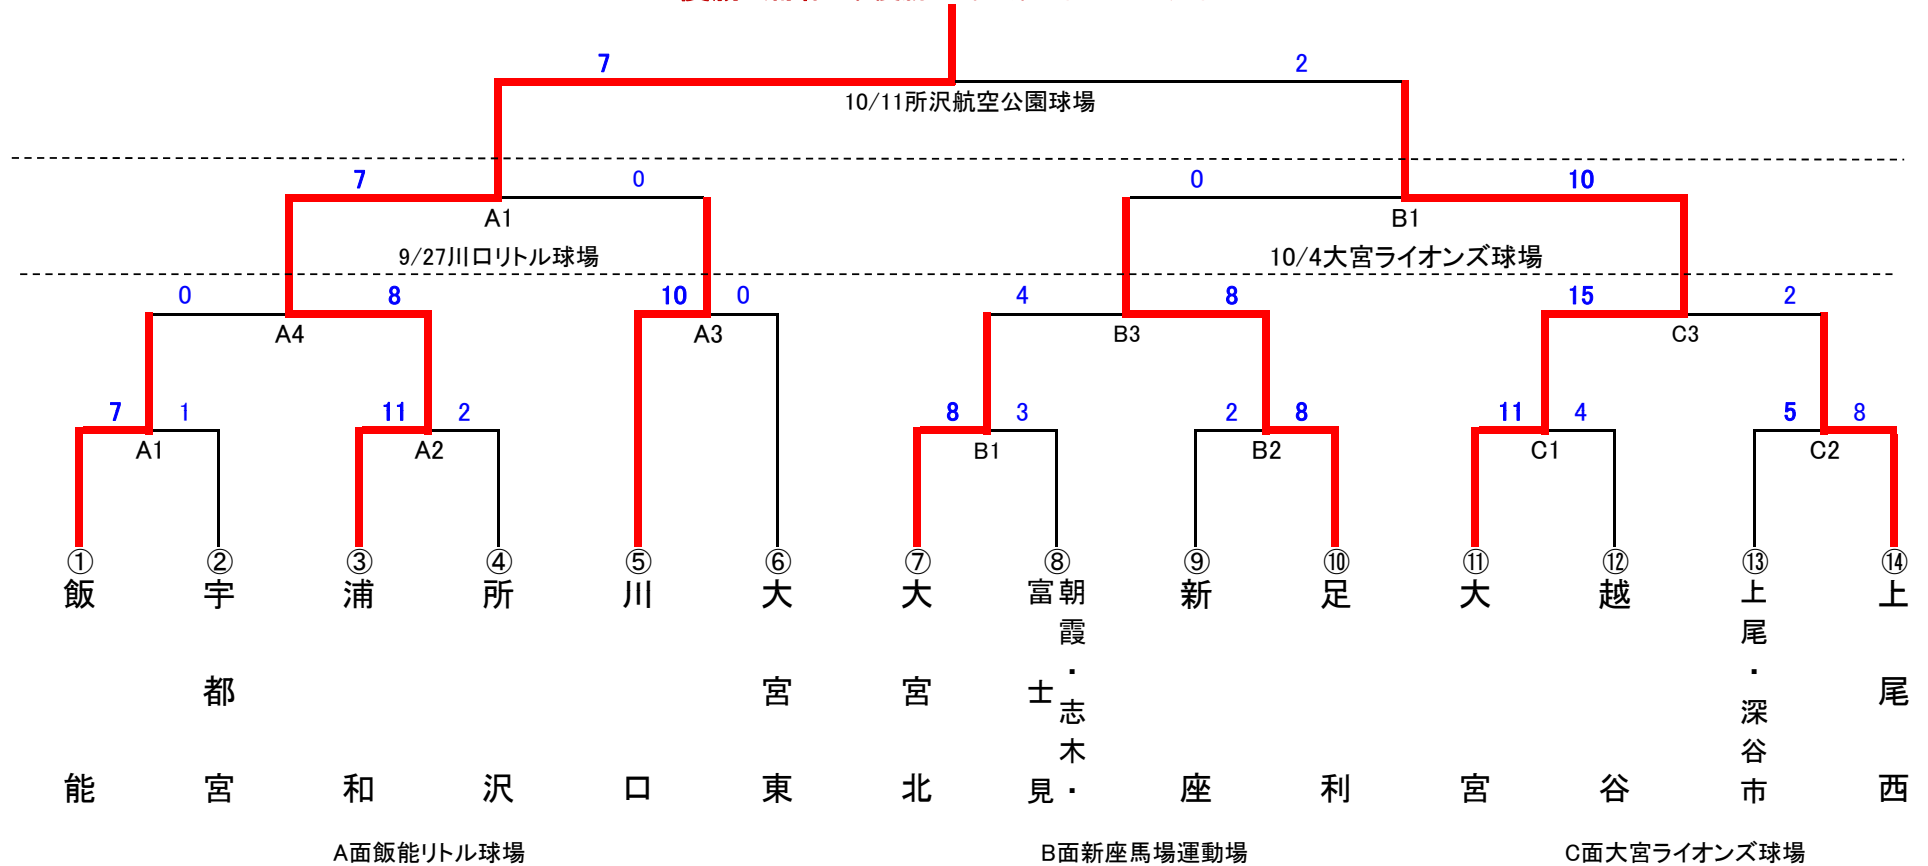 7
2
10/11所沢航空公園球場
7
0
0
10
A1
B1
9/27川口リトル球場
10/4大宮ライオンズ球場
0
8
10
0
4
8
15
2
A4
A3
B3
C3
7
1
11
2
8
3
2
8
11
4
5
8
A1
A2
B1
B2
C1
C2
①
飯能
②
宇都宮
③
浦和
④
所沢
⑤
川口
⑥
大宮東
⑦
大宮北
⑧
朝霞・志木・
富士見
⑨
新座
⑩
足利
⑪
大宮
⑫
越谷
⑬
上尾・深谷市
⑭
上尾西
A面飯能リトル球場
B面新座馬場運動場
C面大宮ライオンズ球場